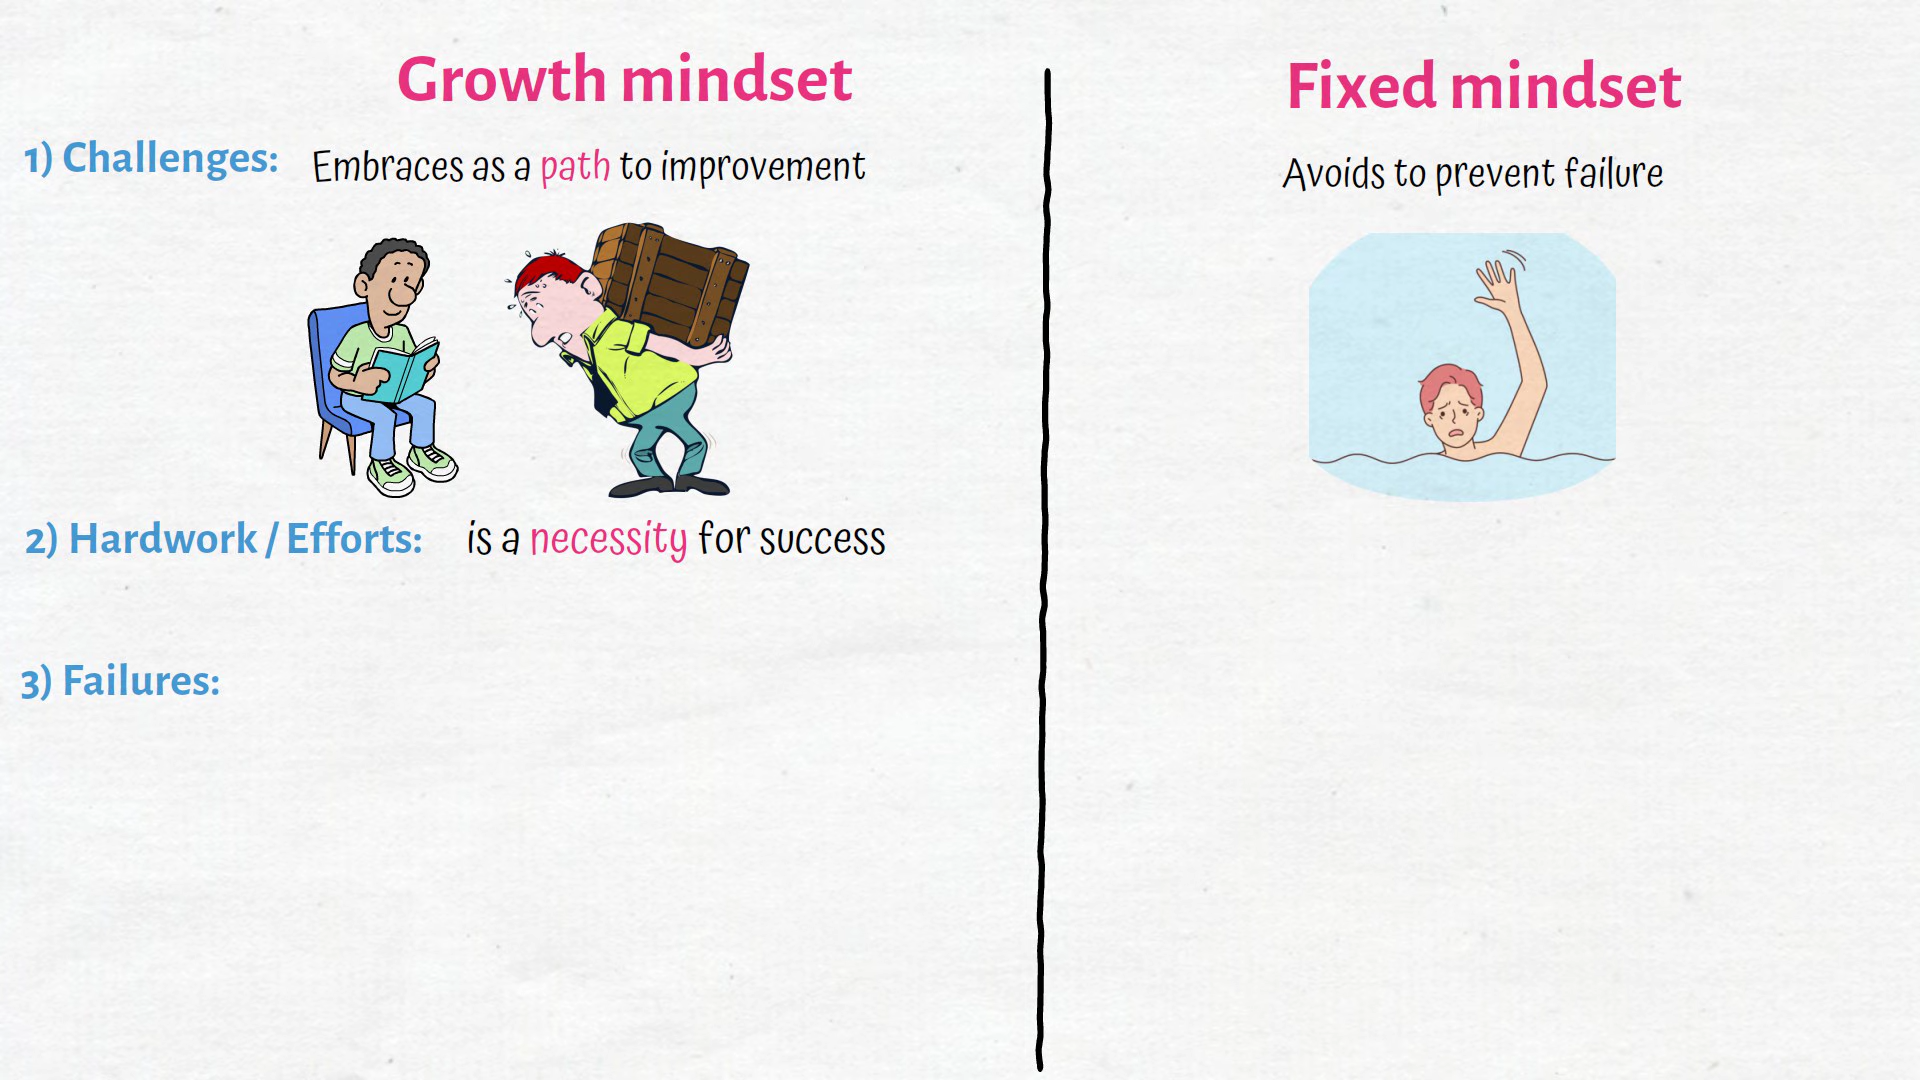 Growth mindset
Fixed mindset
1) Challenges: Embraces as a path to improvement
Avoids to prevent failure
2) Hardwork / Efforts: is a necessity for success
3) Failures: